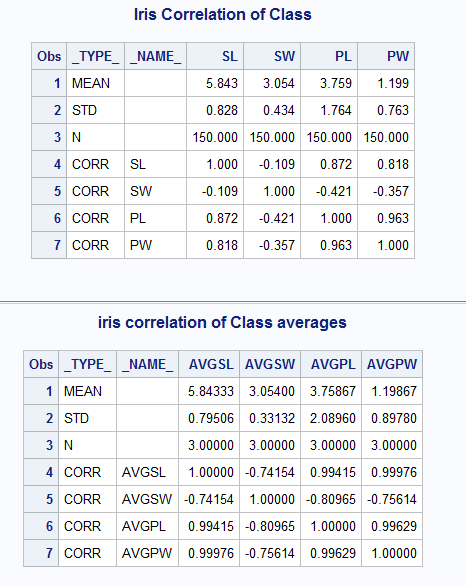 Iris Correlation of Class
Obs _TYPE_ _NAME_ SL SW PL PW
1 MEAN 5.843 3.054 3.759 1.199
2 STD 0.828 0.434 1.764 0.763
3 N 150.000 150.000 150.000 150.000
4 CORR SL 1.000 -0.109 0.872 0.818
5 CORR SW -0.109 1.000 -0.421 -0.357
6 CORR PL 0.872 -0.421 1.000 0.963
7 CORR PW 0.818 -0.357 0.963 1.000
iris correlation of Class averages
Obs _TYPE_ _NAME_ AVGSL AVGSW AVGPL AVGPW
1 MEAN 5.84333 3.05400 3.75867 1.19867
2 STD 0.79506 0.33132 2.08960 0.89780
3 N 3.00000 3.00000 3.00000 3.00000
4 CORR AVGSL 1.00000 -0.74154 0.99415 0.99976
5 CORR AVGSW -0.74154 1.00000 -0.80965 -0.75614
6 CORR AVGPL 0.99415 -0.80965 1.00000 0.99629
7 CORR AVGPW 0.99976 -0.75614 0.99629 1.00000